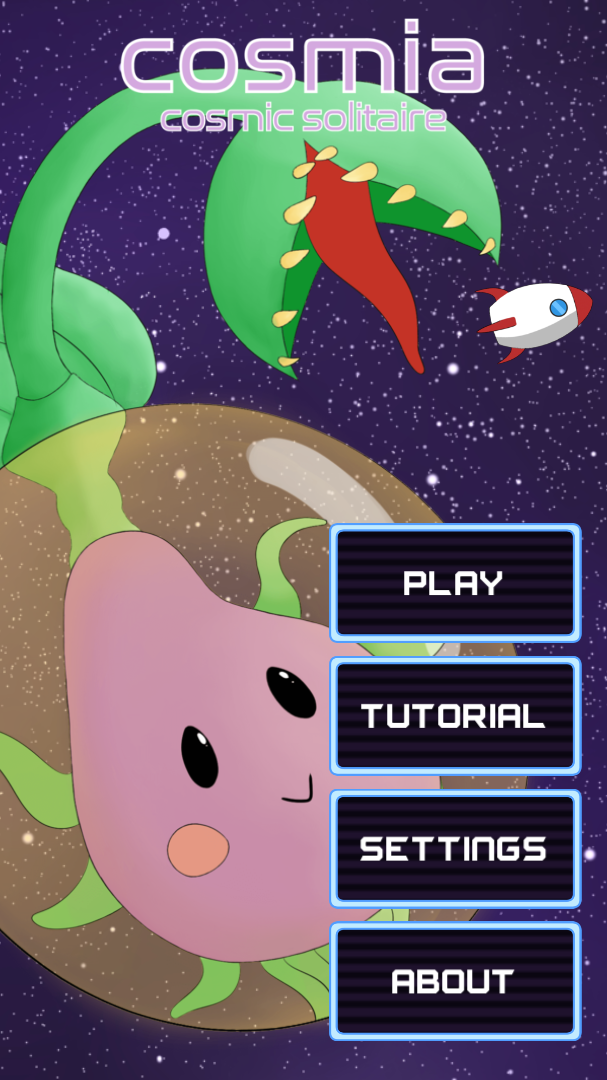 cosmia
cosmic solitaire
PLAY
TUTORIAL
SETTINGS
ABOUT